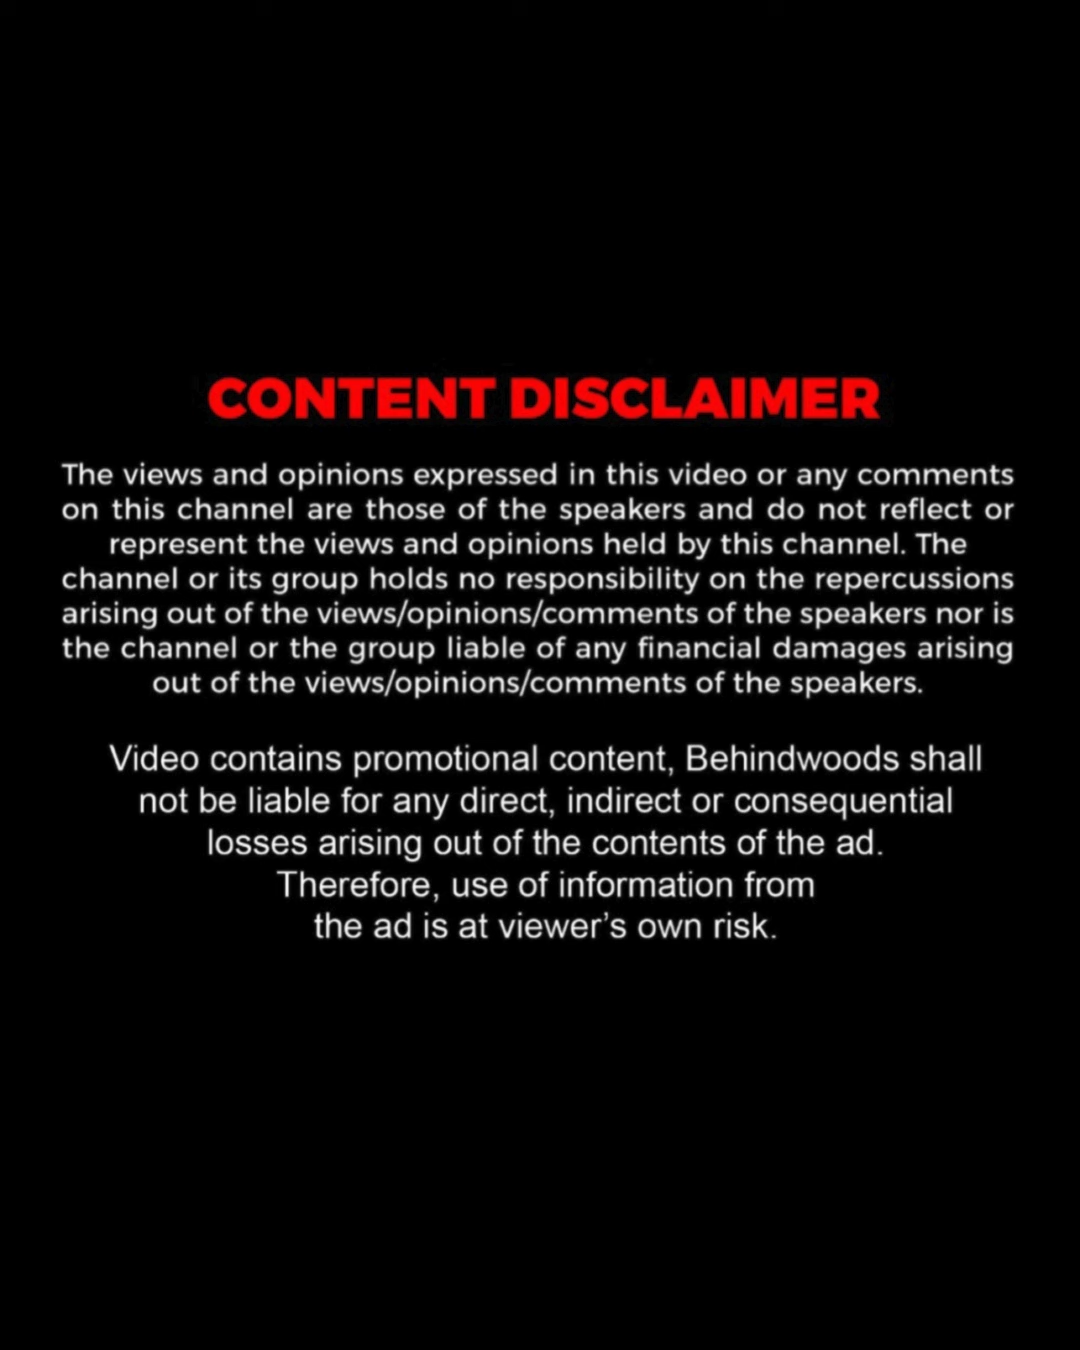 CONTENT DISCLAIMER
The views and opinions expressed in this video or any comments
on this channel are those of the speakers and do not reflect or
represent the views and opinions held by this channel. The
channel or its group holds no responsibility on the repercussions
arising out of the views/opinions/comments of the speakers nor is
the channel or the group liable of any financial damages arising
out of the views/opinions/comments of the speakers.
Video contains promotional content, Behindwoods shall
not be liable for any direct, indirect or consequential
losses arising out of the contents of the ad.
Therefore, use of information from
the ad is at viewer’s own risk.